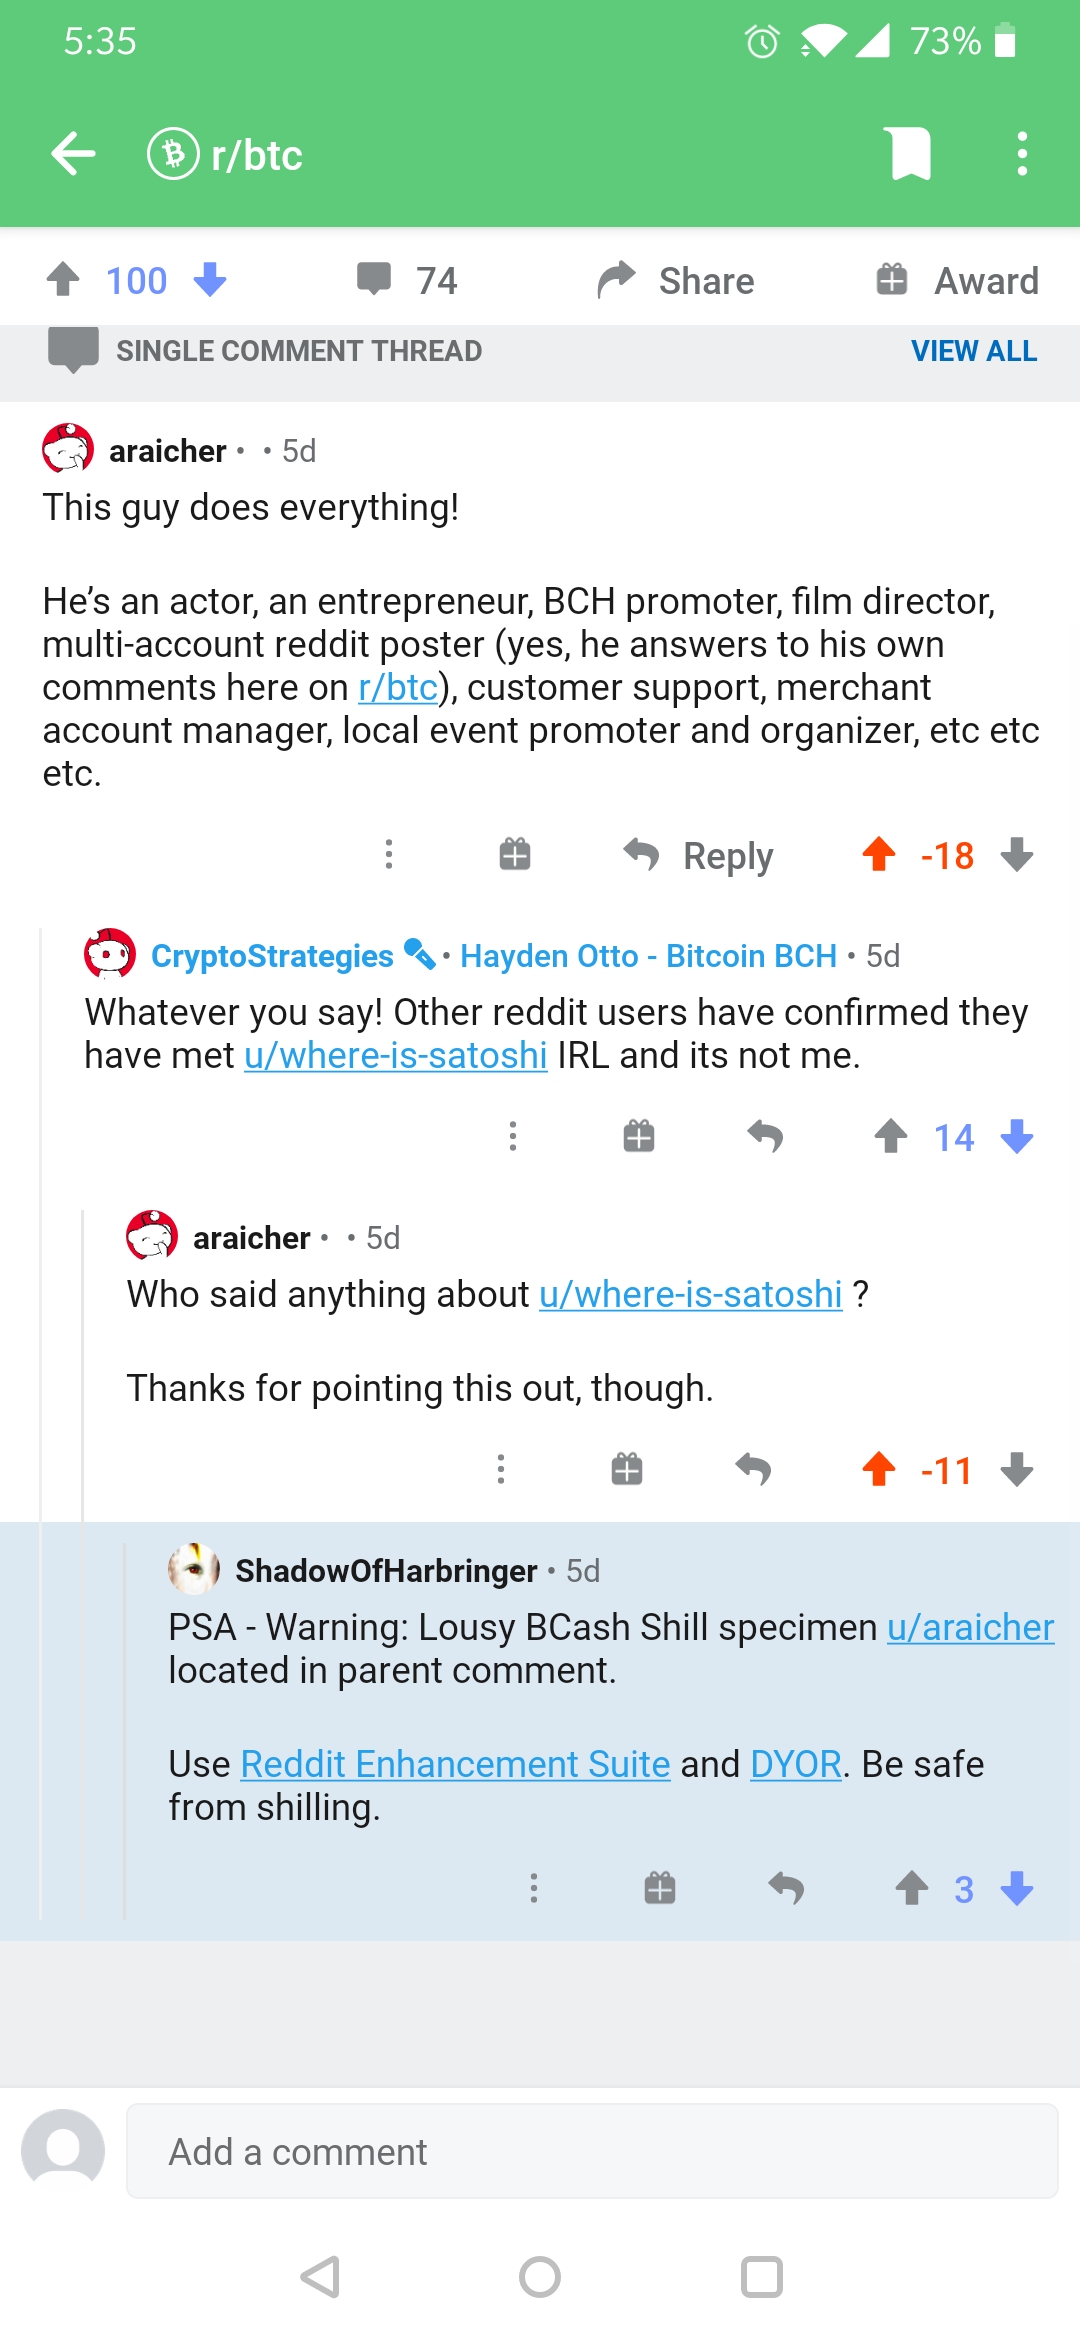 5:35
73%
r/btc
100
74
Share
Award
SINGLE COMMENT THREAD
VIEW ALL
araicher • • 5d
This guy does everything!
He’s an actor, an entrepreneur, BCH promoter, film director,
multi-account reddit poster (yes, he answers to his own
comments here on r/btc), customer support, merchant
account manager, local event promoter and organizer, etc etc
etc.
Reply
-18
CryptoStrategies • Hayden Otto - Bitcoin BCH • 5d
Whatever you say! Other reddit users have confirmed they
have met u/where-is-satoshi IRL and its not me.
14
araicher • • 5d
Who said anything about u/where-is-satoshi ?
Thanks for pointing this out, though.
-11
ShadowOfHarbringer • 5d
PSA - Warning: Lousy BCash Shill specimen u/araicher
located in parent comment.
Use Reddit Enhancement Suite and DYOR. Be safe
from shilling.
3
Add a comment